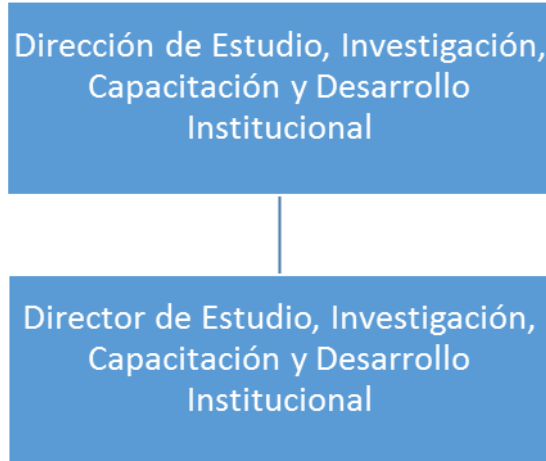 Dirección de Estudio, Investigación,
Capacitación y Desarrollo
Institucional
Director de Estudio, Investigación,
Capacitación y Desarrollo
Institucional